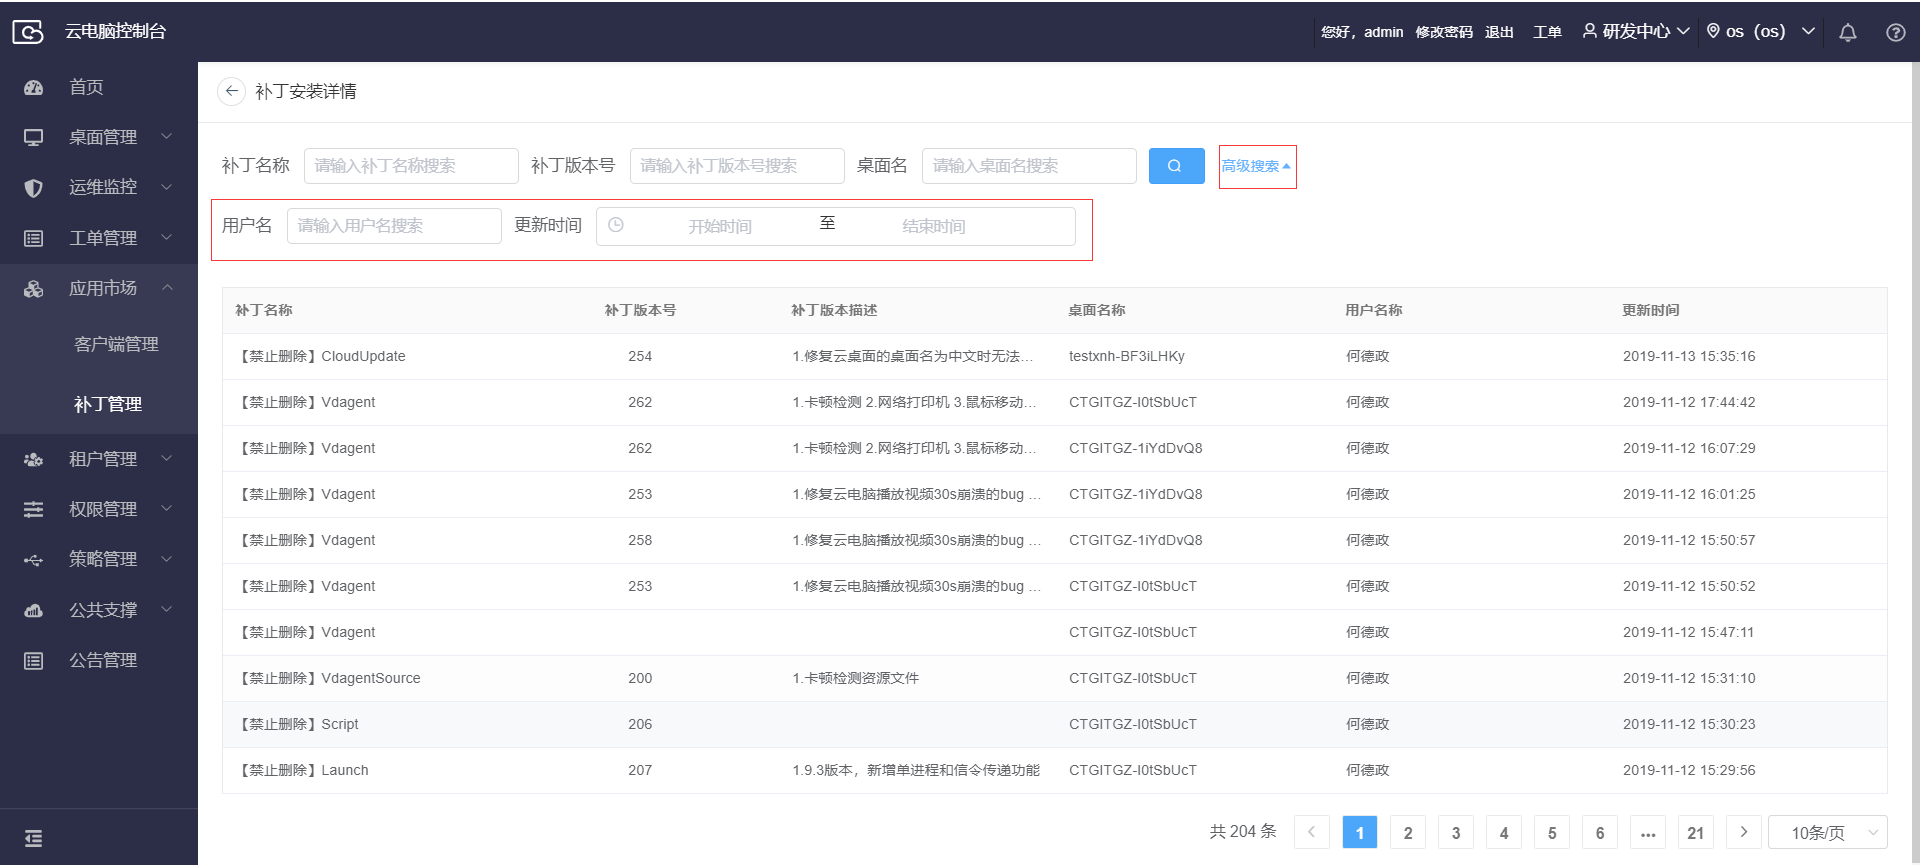 云电脑控制台
您好，admin 修改密码 退出 工单 研发中心 os（os）
首页
桌面管理
运维监控
工单管理
应用市场
客户端管理
补丁管理
租户管理
权限管理
策略管理
公共支撑
公告管理
补丁安装详情
补丁名称 请输入补丁名称搜索 补丁版本号 请输入补丁版本号搜索 桌面名 请输入桌面名搜索 高级搜索
用户名 请输入用户名搜索 更新时间 开始时间 至 结束时间
补丁名称 补丁版本号 补丁版本描述 桌面名称 用户名称 更新时间
【禁止删除】CloudUpdate 254 1.修复云桌面的桌面名为中文时无法... testxnh-BF3iLHKy 何德政 2019-11-13 15:35:16
【禁止删除】Vdagent 262 1.卡顿检测 2.网络打印机 3.鼠标移动... CTGITGZ-I0tSbUcT 何德政 2019-11-12 17:44:42
【禁止删除】Vdagent 262 1.卡顿检测 2.网络打印机 3.鼠标移动... CTGITGZ-1iYdDvQ8 何德政 2019-11-12 16:07:29
【禁止删除】Vdagent 253 1.修复云电脑播放视频30s崩溃的bug ... CTGITGZ-1iYdDvQ8 何德政 2019-11-12 16:01:25
【禁止删除】Vdagent 258 1.修复云电脑播放视频30s崩溃的bug ... CTGITGZ-1iYdDvQ8 何德政 2019-11-12 15:50:57
【禁止删除】Vdagent 253 1.修复云电脑播放视频30s崩溃的bug ... CTGITGZ-I0tSbUcT 何德政 2019-11-12 15:50:52
【禁止删除】Vdagent CTGITGZ-I0tSbUcT 何德政 2019-11-12 15:47:11
【禁止删除】VdagentSource 200 1.卡顿检测资源文件 CTGITGZ-I0tSbUcT 何德政 2019-11-12 15:31:10
【禁止删除】Script 206 CTGITGZ-I0tSbUcT 何德政 2019-11-12 15:30:23
【禁止删除】Launch 207 1.9.3版本，新增单进程和信令传递功能 CTGITGZ-I0tSbUcT 何德政 2019-11-12 15:29:56
共 204 条 1 2 3 4 5 6 ... 21 10条/页